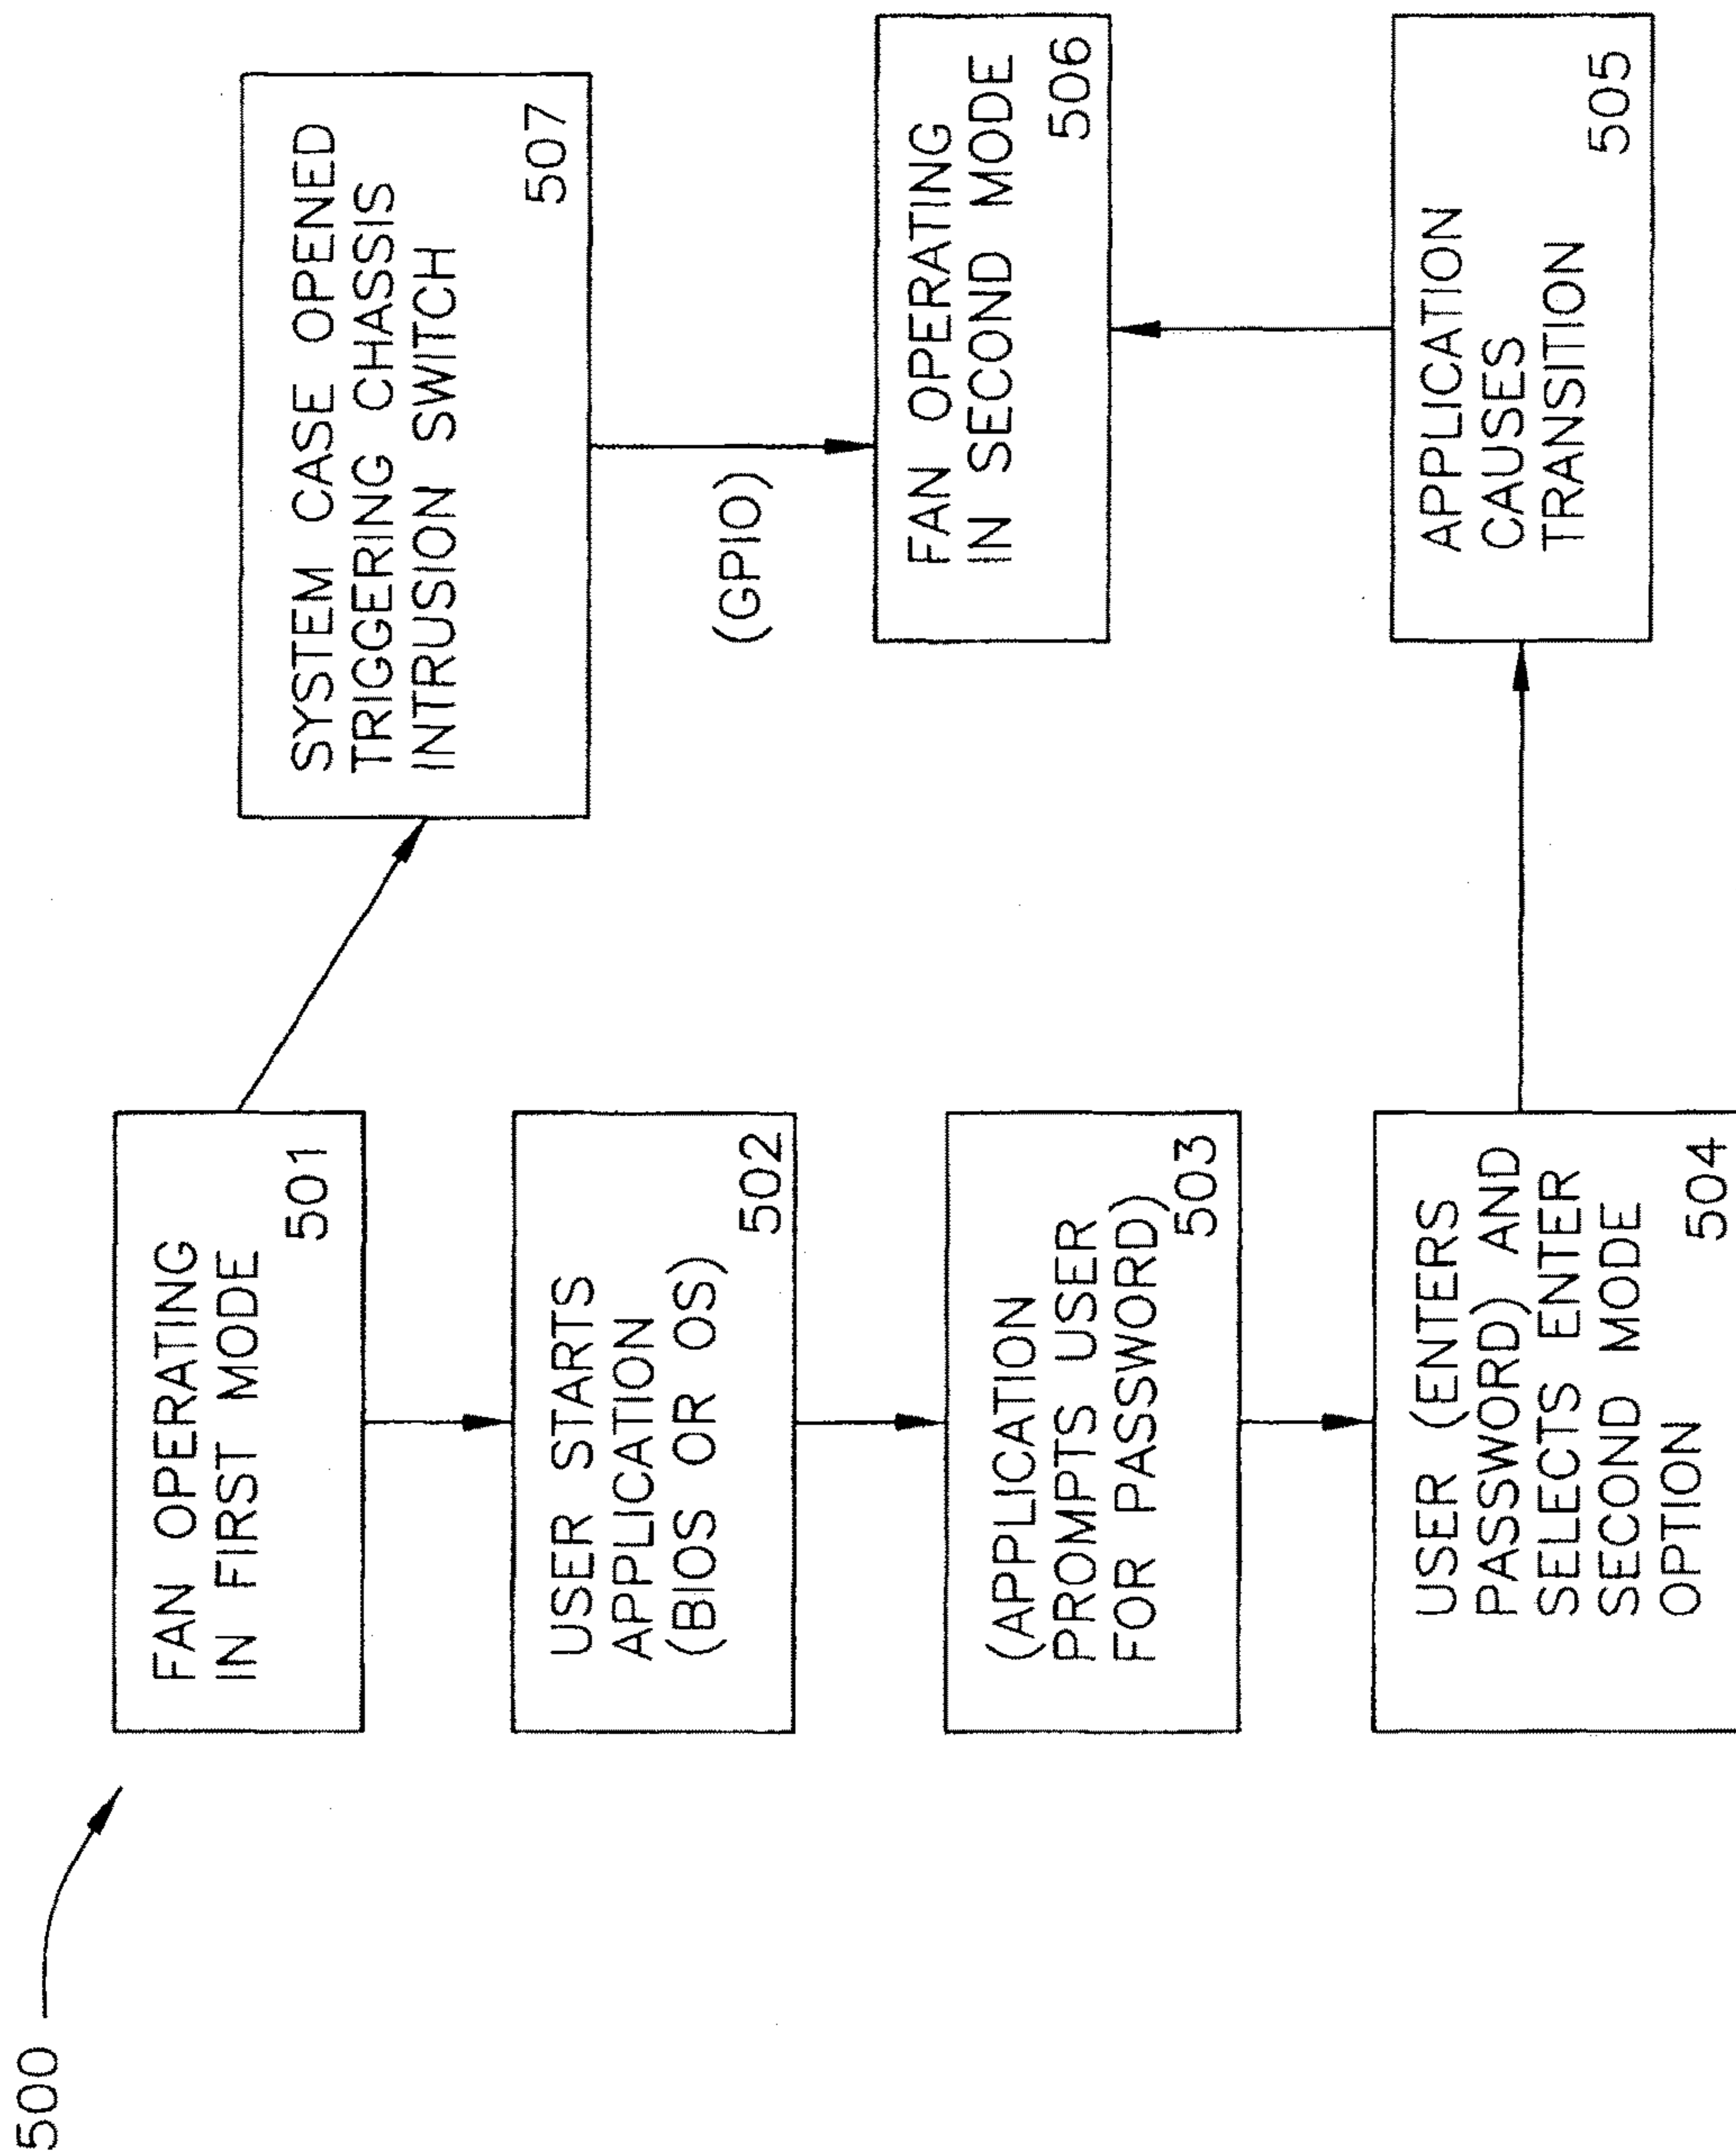 500
FAN OPERATING
IN FIRST MODE
501
USER STARTS
APPLICATION
(BIOS OR OS)
502
(APPLICATION
PROMPTS USER
FOR PASSWORD)
503
USER (ENTERS
PASSWORD) AND
SELECTS ENTER
SECOND MODE
OPTION
504
SYSTEM CASE OPENED
TRIGGERING CHASSIS
INTRUSION SWITCH
507
(GPIO)
FAN OPERATING
IN SECOND MODE
506
APPLICATION
CAUSES
TRANSITION
505